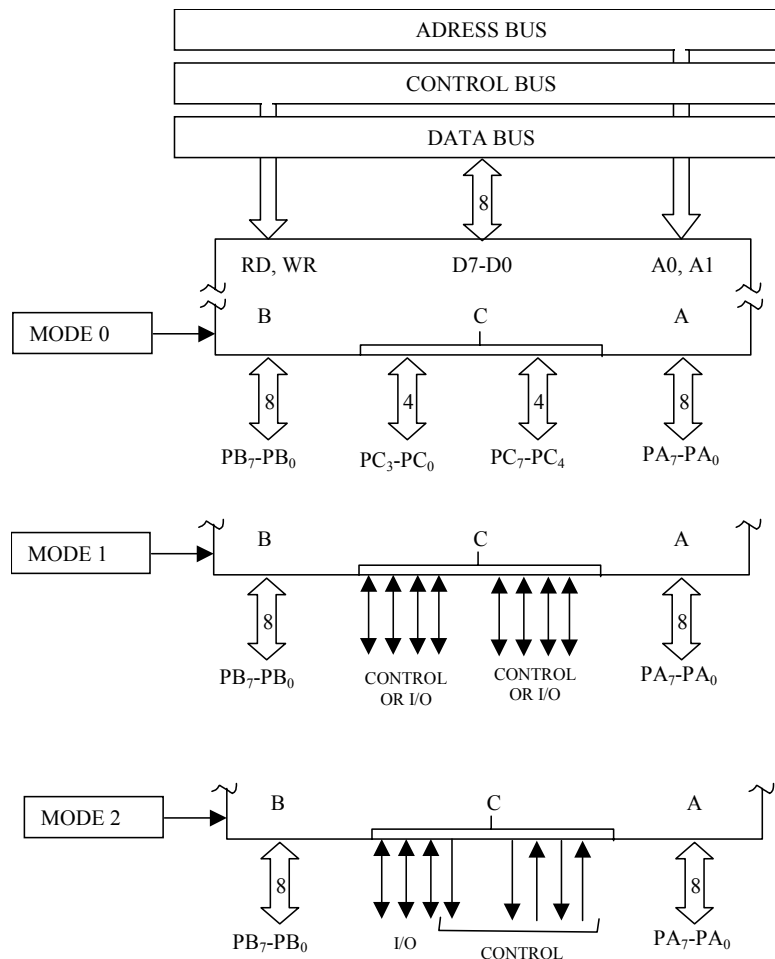 ADRESS BUS
CONTROL BUS
DATA BUS
8
RD, WR D7-D0 A0, A1
B C A
MODE 0
8 4 4 8
PB₇-PB₀ PC₃-PC₀ PC₇-PC₄ PA₇-PA₀
B C A
MODE 1
8 8
PB₇-PB₀ CONTROL OR I/O CONTROL OR I/O PA₇-PA₀
B C A
MODE 2
8 8
PB₇-PB₀ I/O CONTROL PA₇-PA₀